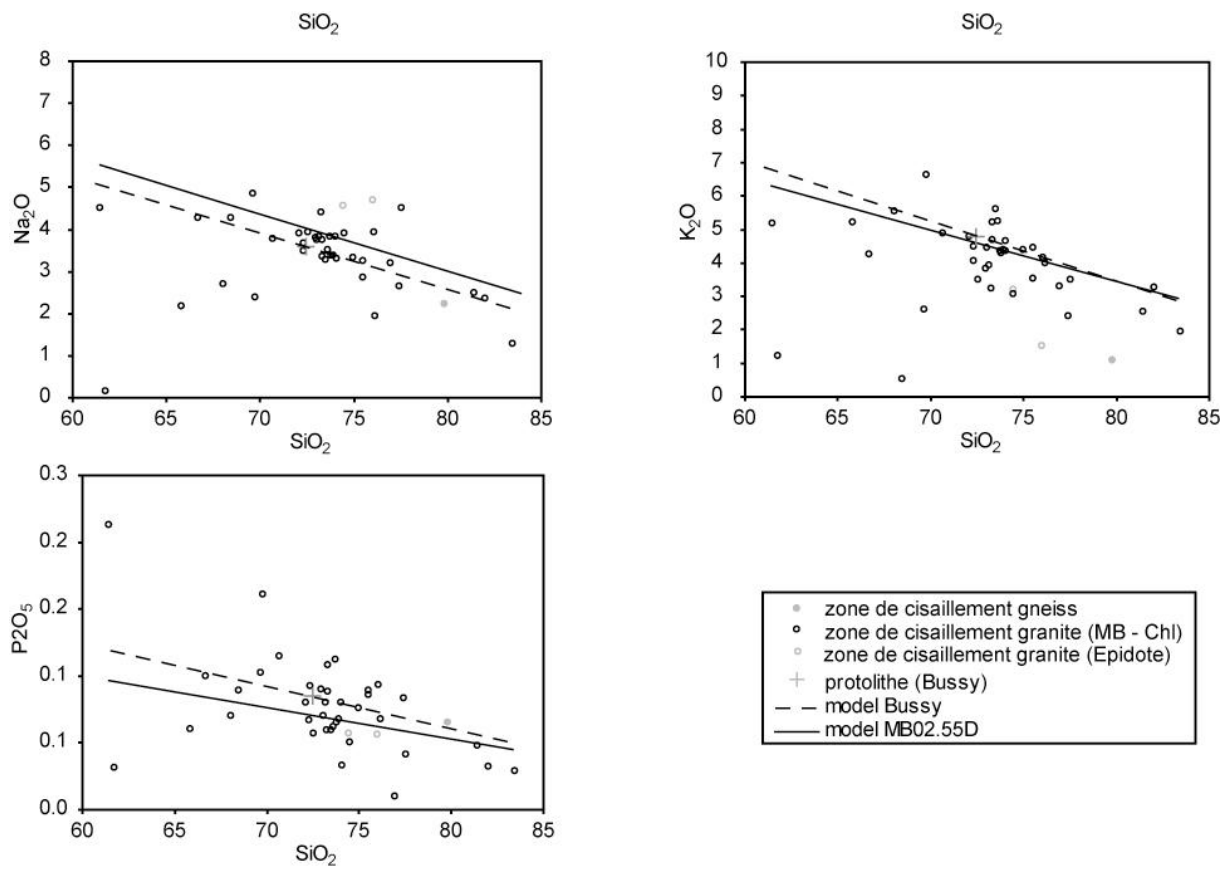 SiO2
SiO2
8
7
6
5
4
3
2
1
0
Na2O
60 65 70 75 80 85
SiO2
10
9
8
7
6
5
4
3
2
1
0
K2O
60 65 70 75 80 85
SiO2
0.3
0.2
0.2
0.1
0.1
0.0
P2O5
60 65 70 75 80 85
SiO2
zone de cisaillement gneiss
zone de cisaillement granite (MB - Chl)
zone de cisaillement granite (Epidote)
protolithe (Bussy)
model Bussy
model MB02.55D